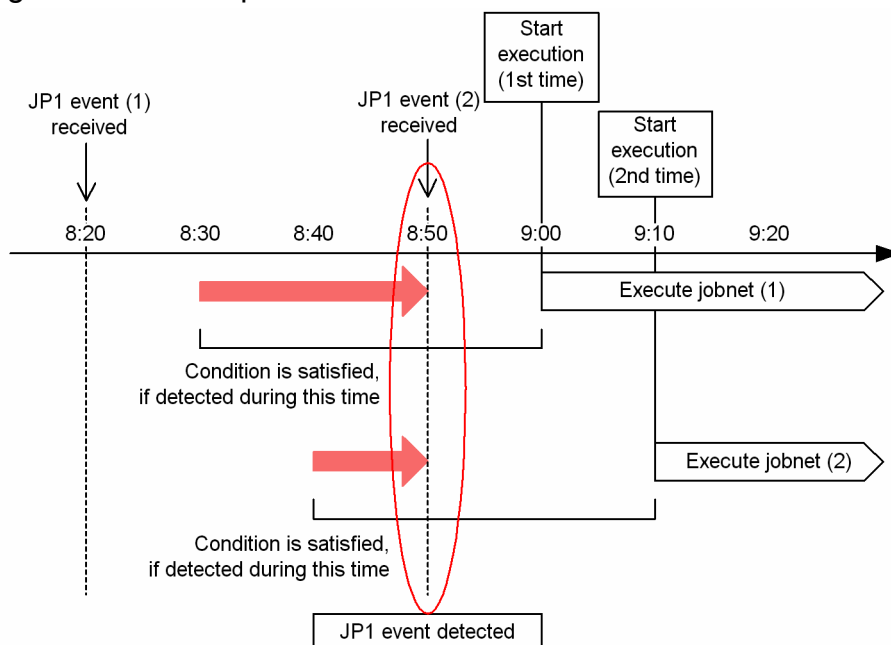 Start
execution
(1st time)
JP1 event (1)
received
JP1 event (2)
received
Start
execution
(2nd time)
8:20
8:30
8:40
8:50
9:00
9:10
9:20
Execute jobnet (1)
Condition is satisfied,
if detected during this time
Execute jobnet (2)
Condition is satisfied,
if detected during this time
JP1 event detected